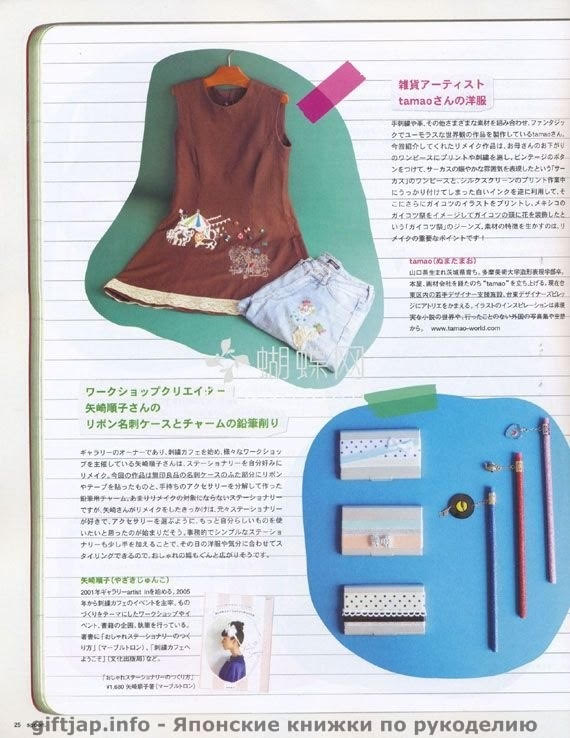 雑貨アーティスト
tamaoさんの洋服
手刺繍や革、その他さまざまな素材を組み合わせ、ファンタジッ
クでユーモラスな世界観の作品を製作しているtamaoさん。
今回紹介してくれたリメイク作品は、お母さんのお下がり
のワンピースにプリントや刺繍を施し、ビンテージのボタ
ンをつけて、サーカスの賑やかな雰囲気を表現したという「サー
カス」のワンピースと、シルクスクリーンのプリント作業中
にうっかり付けてしまった白いインクを逆に利用して、そ
こにさらにガイコツのイラストをプリントし、メキシコの
ガイコツ祭をイメージしてガイコツの頭に花を装飾したと
いう「ガイコツ祭」のジーンズ。素材の特徴を生かすのは、リ
メイクの重要なポイントです！
tamao（ぬまたまお）
山口県生まれ茨城県育ち。多摩美術大学造形表現学部卒。
本屋、画材会社を経たのち"tamao"を立ち上げる。現在台
東区内の若手デザイナー支援施設、台東デザイナーズビレッ
ジにアトリエをかまえる。イラストのインスピレーションは非現
実な小説の世界や、行ったことのない外国の写真集や空想
から。 www.tamao-world.com
蝴蝶网
ワークショップクリエイター
矢崎順子さんの
リボン名刺ケースとチャームの鉛筆削り
ギャラリーのオーナーであり、刺繍カフェを始め、様々なワークショッ
プを主催している矢崎順子さんは、ステーショナリーを自分好みに
リメイク。今回の作品は無印良品の名刺ケースのふた部分にリボン
やテープを貼ったものと、手持ちのアクセサリーを分解して作った
鉛筆用チャーム。あまりリメイクの対象にならないステーショナリー
ですが、矢崎さんがリメイクをしたきっかけは、元々ステーショナリー
が好きで、アクセサリーを選ぶように、もっと自分らしいものを使
いたいと思ったのが始まりだそう。事務的でシンプルなステーショ
ナリーも少し手を加えることで、その日の洋服や気分に合わせてス
タイリングできるので、おしゃれの幅もぐんと広がりそうです。
矢崎順子（やざきじゅんこ）
2001年ギャラリーartist inを始める。2005
年から刺繍カフェのイベントを主宰。もの
づくりをテーマにしたワークショップやイ
ベント、書籍の企画、執筆を行っている。
著書に「おしゃれステーショナリーのつく
り方」（マーブルトロン）、「刺繍カフェへ
ようこそ」（文化出版局）など。
「おしゃれステーショナリーのつくり方」
¥1,680 矢崎順子著（マーブルトロン）
25
giftjap.info - Японские книжки по рукоделию